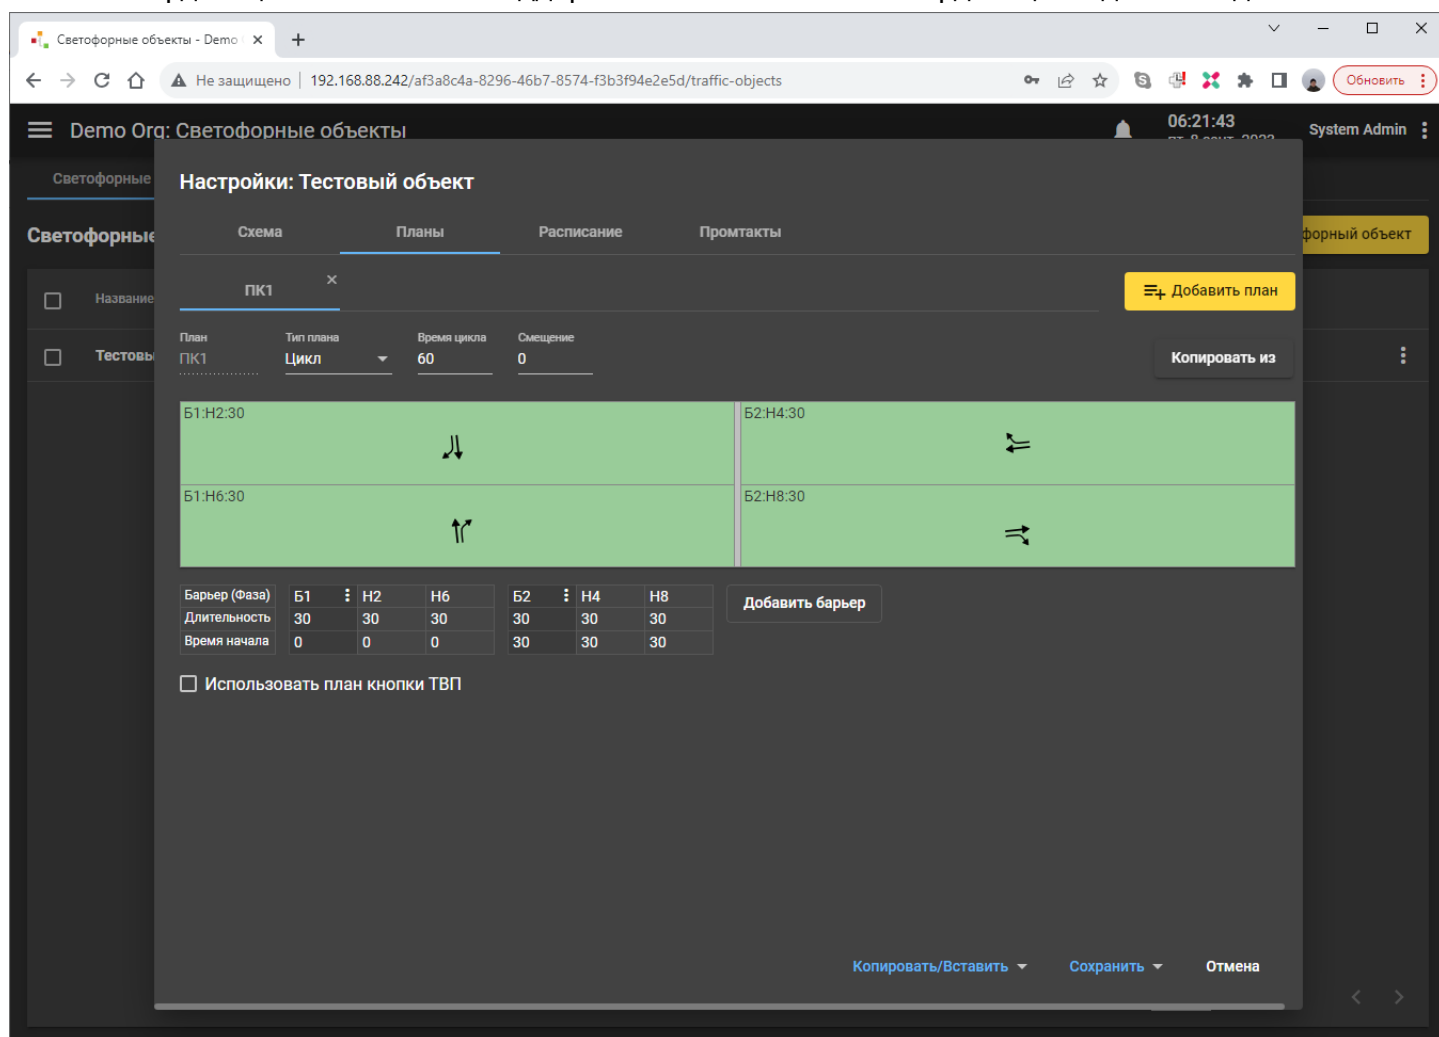 Светофорные объекты - Demo
Не защищено 192.168.88.242/af3a8c4a-8296-46b7-8574-f3b3f94e2e5d/traffic-objects Обновить
Demo Org: Светофорные объекты 06:21:43 System Admin
Светофорные
Настройки: Тестовый объект
Светофорные Схема Планы Расписание Промтакты форный объект
Название ПК1 Добавить план
План Тип плана Время цикла Смещение
Тестовы ПК1 Цикл 60 0 Копировать из
Б1:Н2:30 Б2:Н4:30
Б1:Н6:30 Б2:Н8:30
Барьер (Фаза) Б1 Н2 Н6 Б2 Н4 Н8 Добавить барьер
Длительность 30 30 30 30 30 30
Время начала 0 0 0 30 30 30
Использовать план кнопки ТВП
Копировать/Вставить Сохранить Отмена